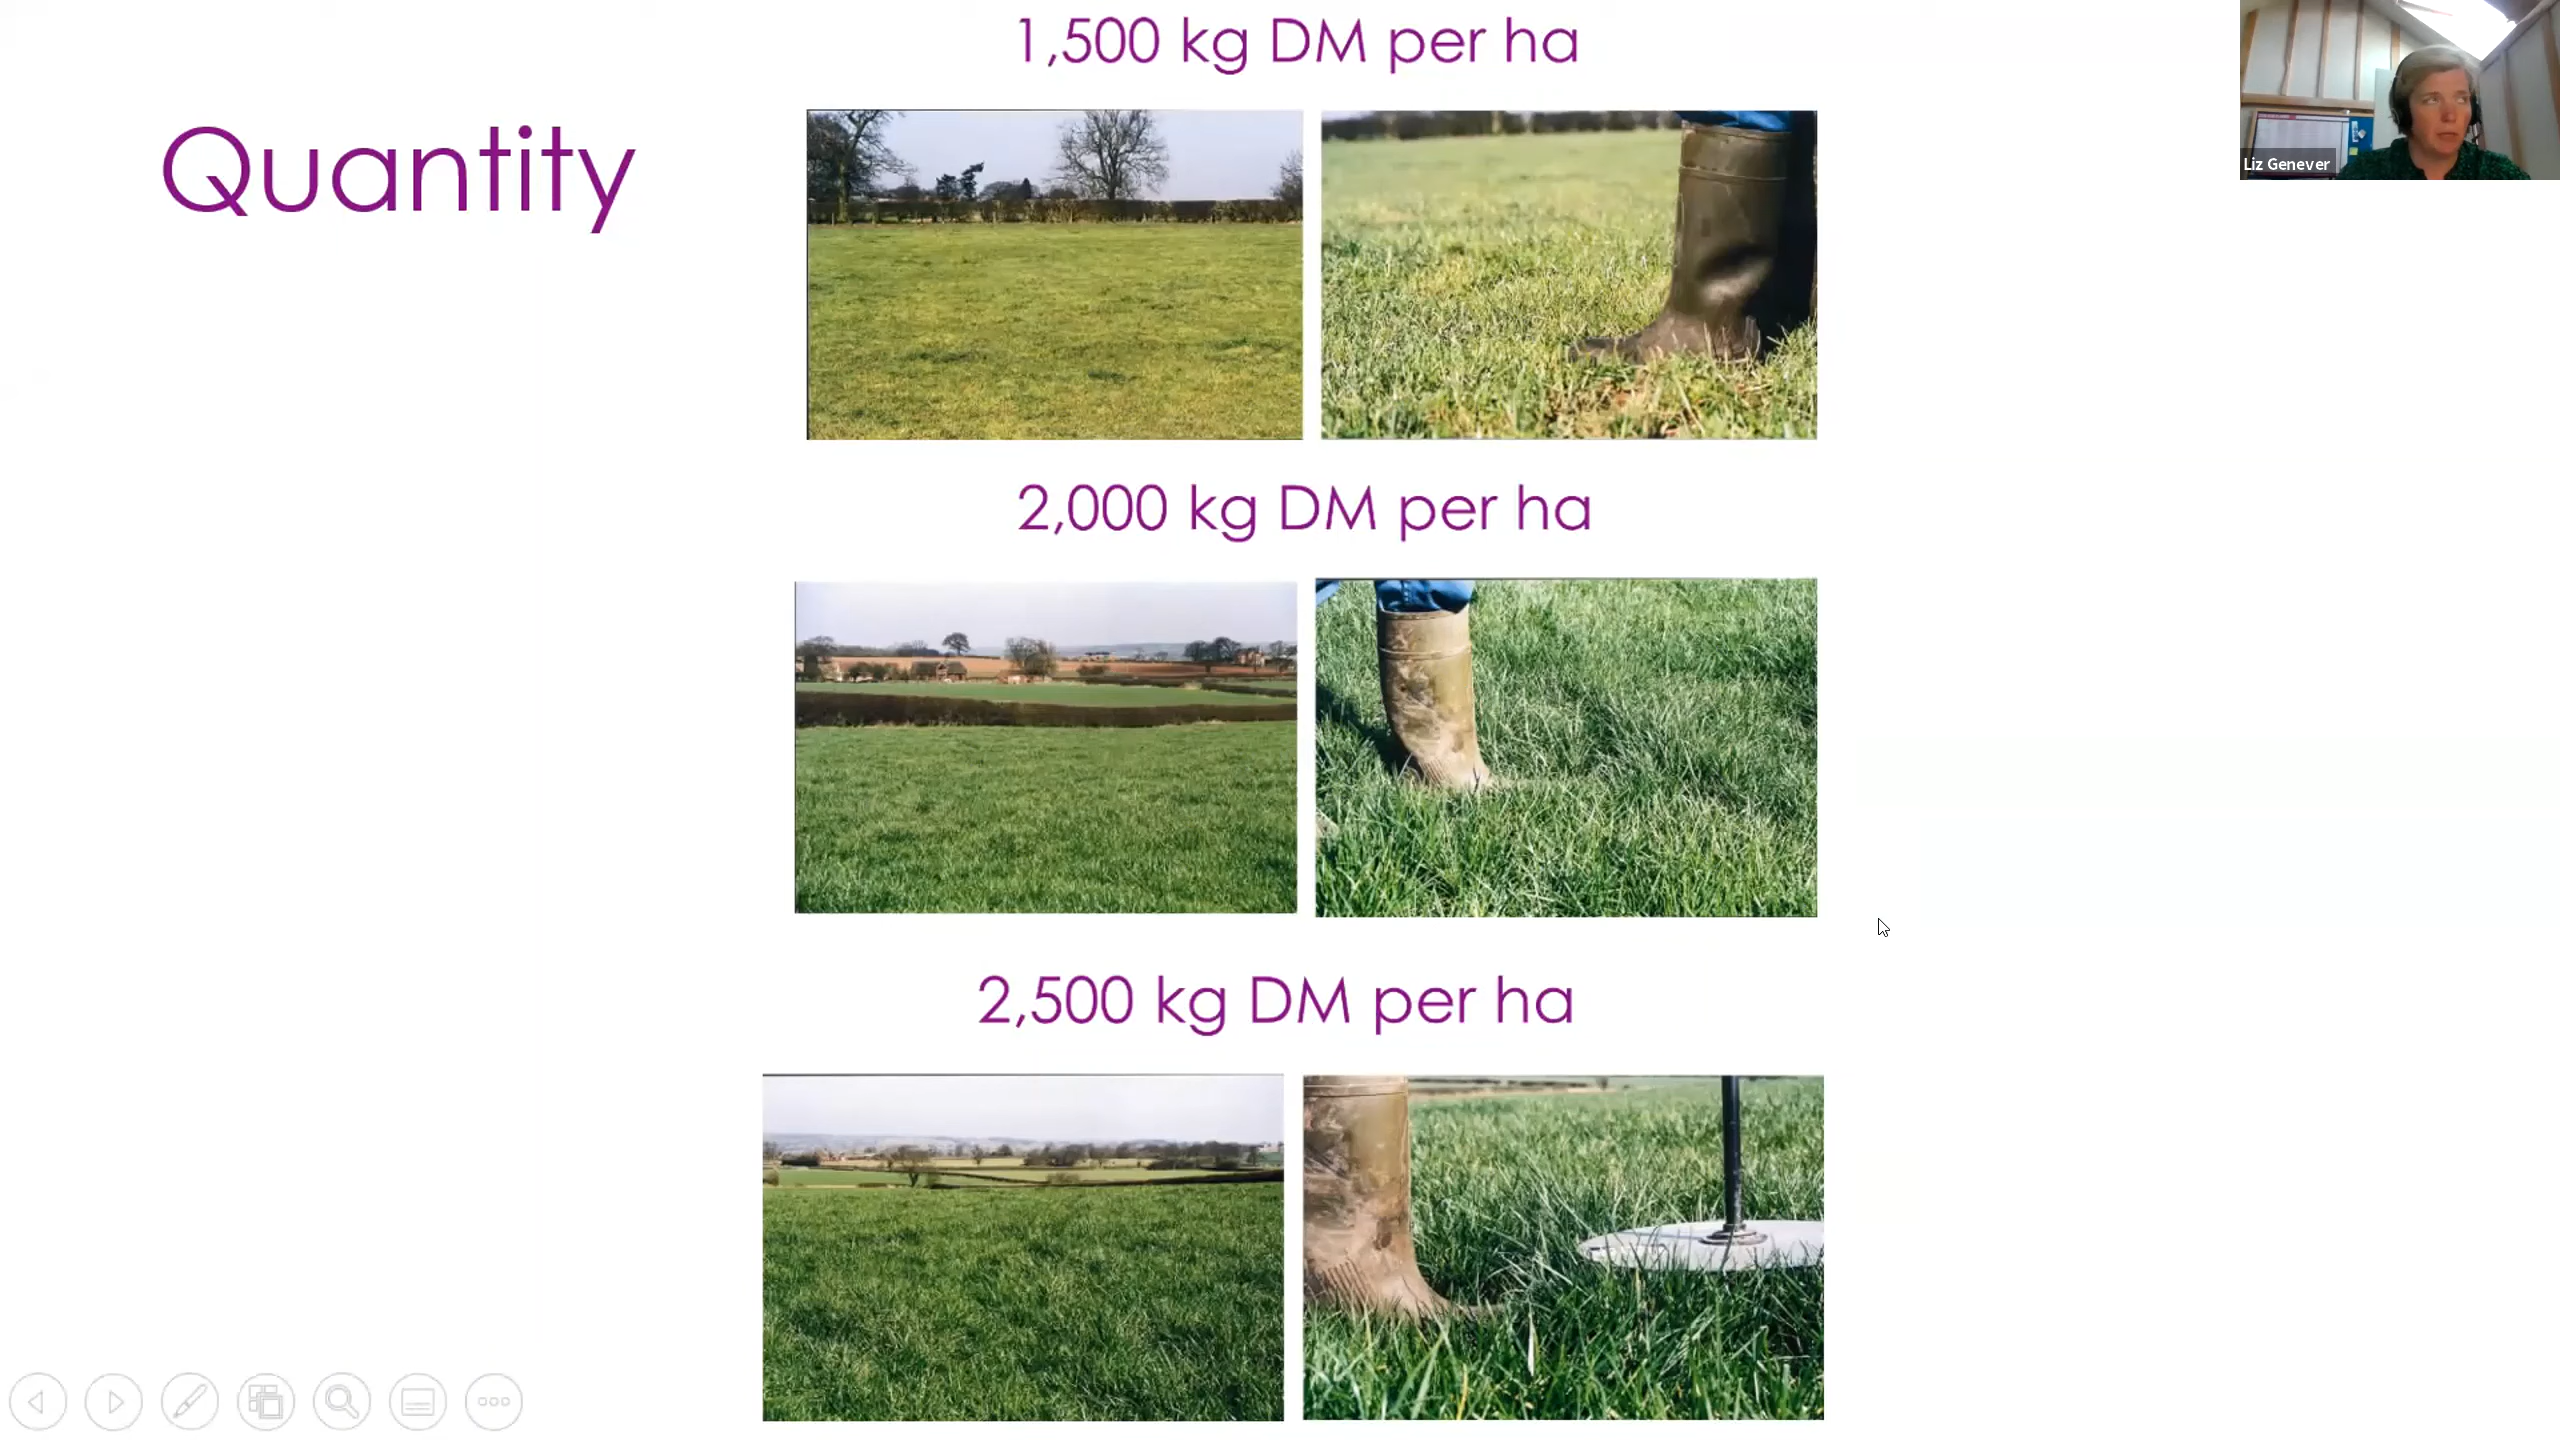 1,500 kg DM per ha
Quantity
Liz Genever
2,000 kg DM per ha
2,500 kg DM per ha